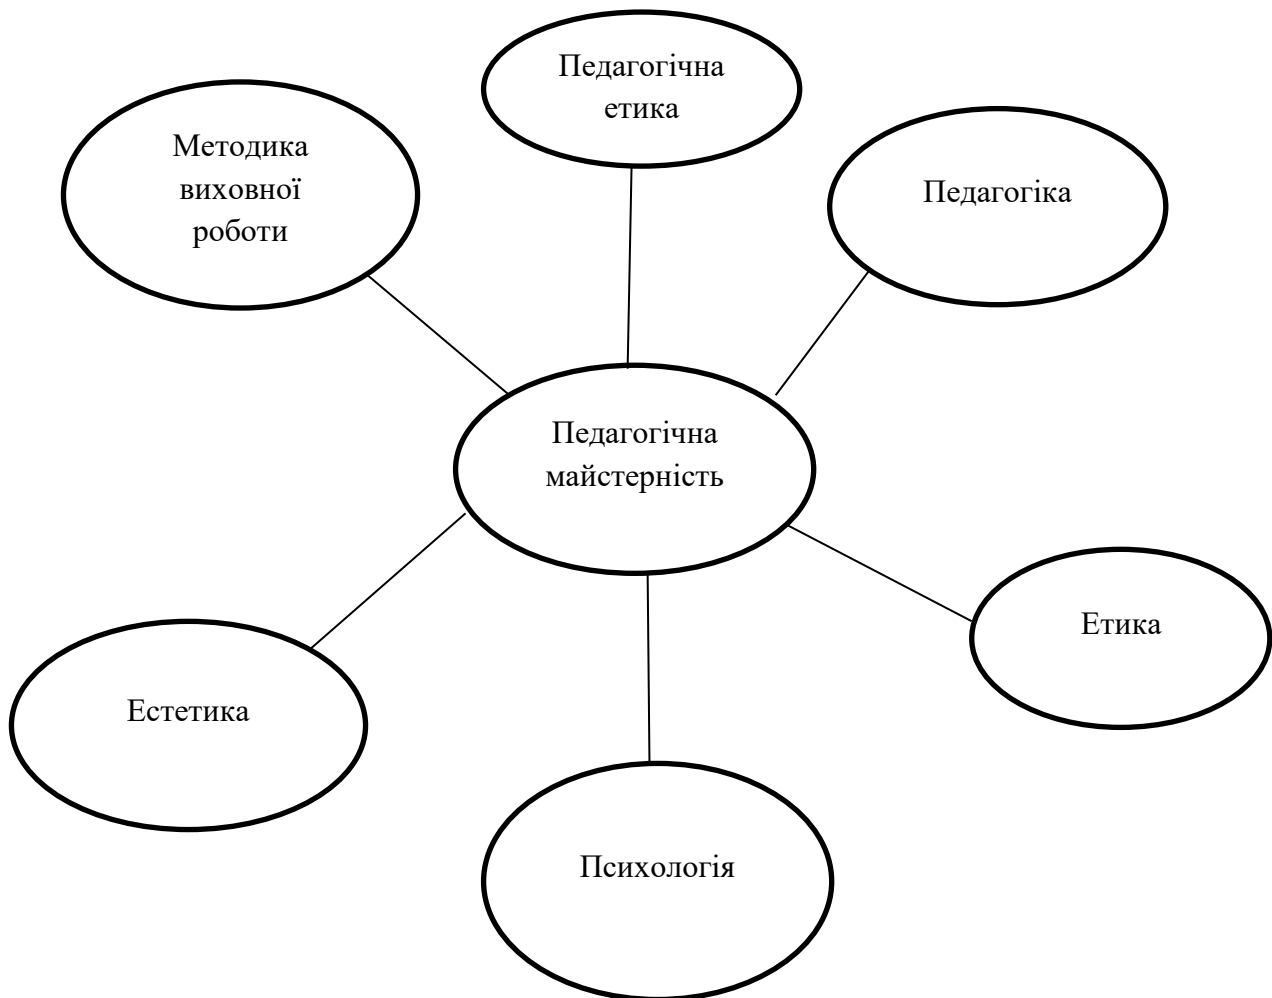 Педагогічна
етика
Методика
виховної
роботи
Педагогіка
Педагогічна
майстерність
Етика
Естетика
Психологія